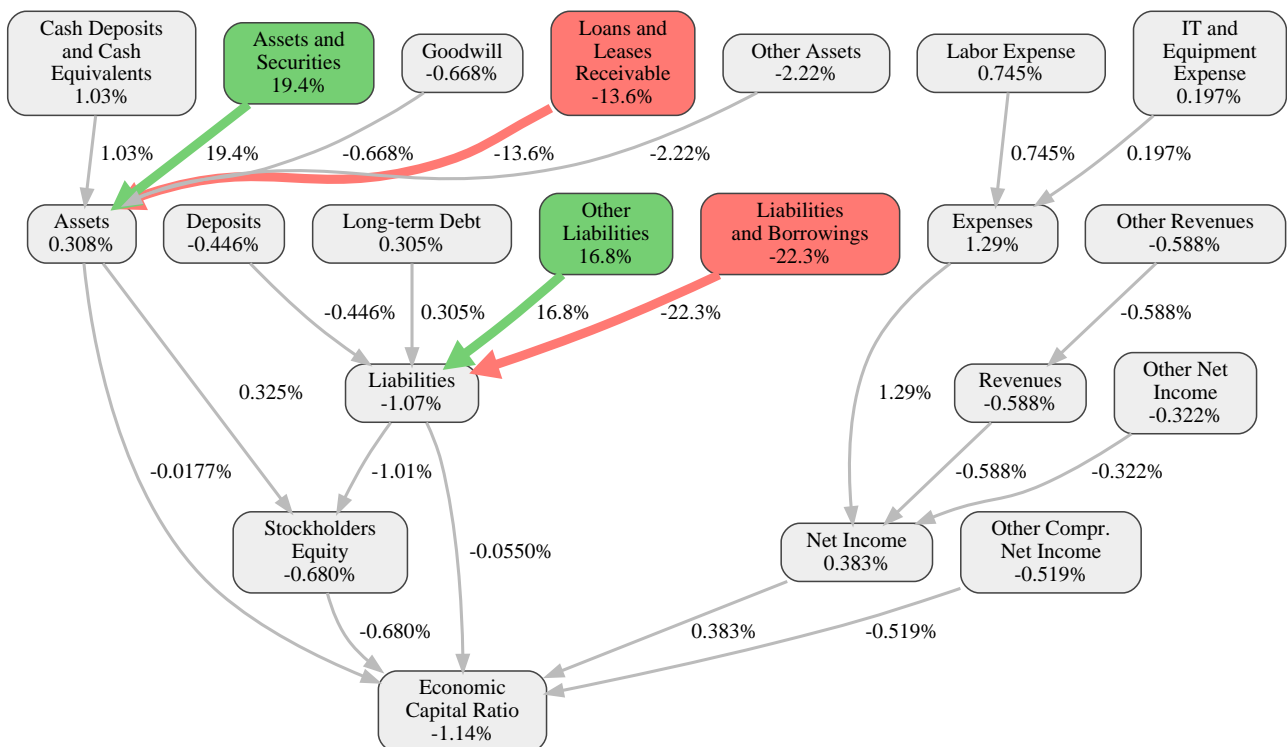 Cash Deposits
and Cash
Equivalents
1.03%
Assets and
Securities
19.4%
Goodwill
-0.668%
Loans and
Leases
Receivable
-13.6%
Other Assets
-2.22%
Labor Expense
0.745%
IT and
Equipment
Expense
0.197%
1.03%
19.4%
-0.668%
-13.6%
-2.22%
0.745%
0.197%
Assets
0.308%
Deposits
-0.446%
Long-term Debt
0.305%
Other
Liabilities
16.8%
Liabilities
and Borrowings
-22.3%
Expenses
1.29%
Other Revenues
-0.588%
-0.446%
0.305%
16.8%
-22.3%
-0.588%
Liabilities
-1.07%
Revenues
-0.588%
Other Net
Income
-0.322%
0.325%
1.29%
-0.0177%
-1.01%
-0.588%
-0.322%
Stockholders
Equity
-0.680%
-0.0550%
Net Income
0.383%
Other Compr.
Net Income
-0.519%
-0.680%
0.383%
-0.519%
Economic
Capital Ratio
-1.14%